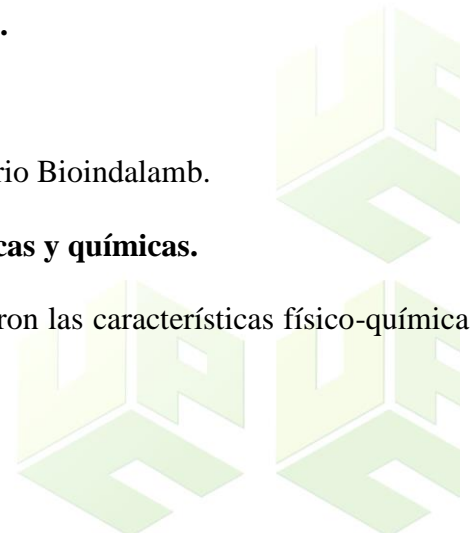 .
rio Bioindalamb.
cas y químicas.
ron las características físico-química